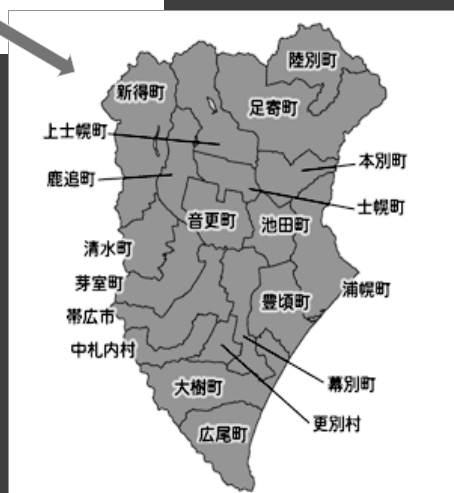 陸別町
新得町
足寄町
上士幌町
本別町
鹿追町
士幌町
音更町
池田町
清水町
芽室町
浦幌町
豊頃町
帯広市
中札内村
幕別町
大樹町
更別村
広尾町